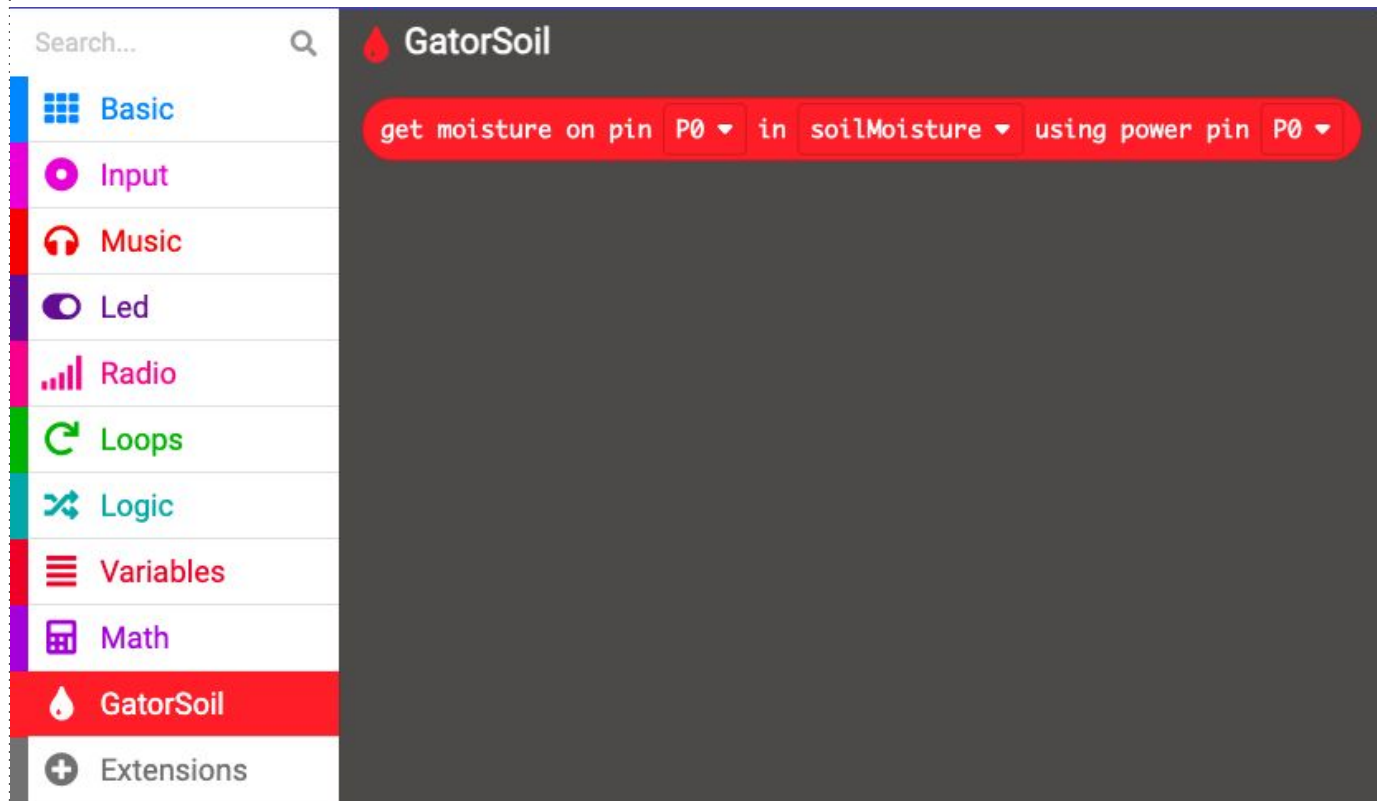 Search...
Basic
Input
Music
Led
Radio
Loops
Logic
Variables
Math
GatorSoil
Extensions
GatorSoil
get moisture on pin P0 in soilMoisture using power pin P0